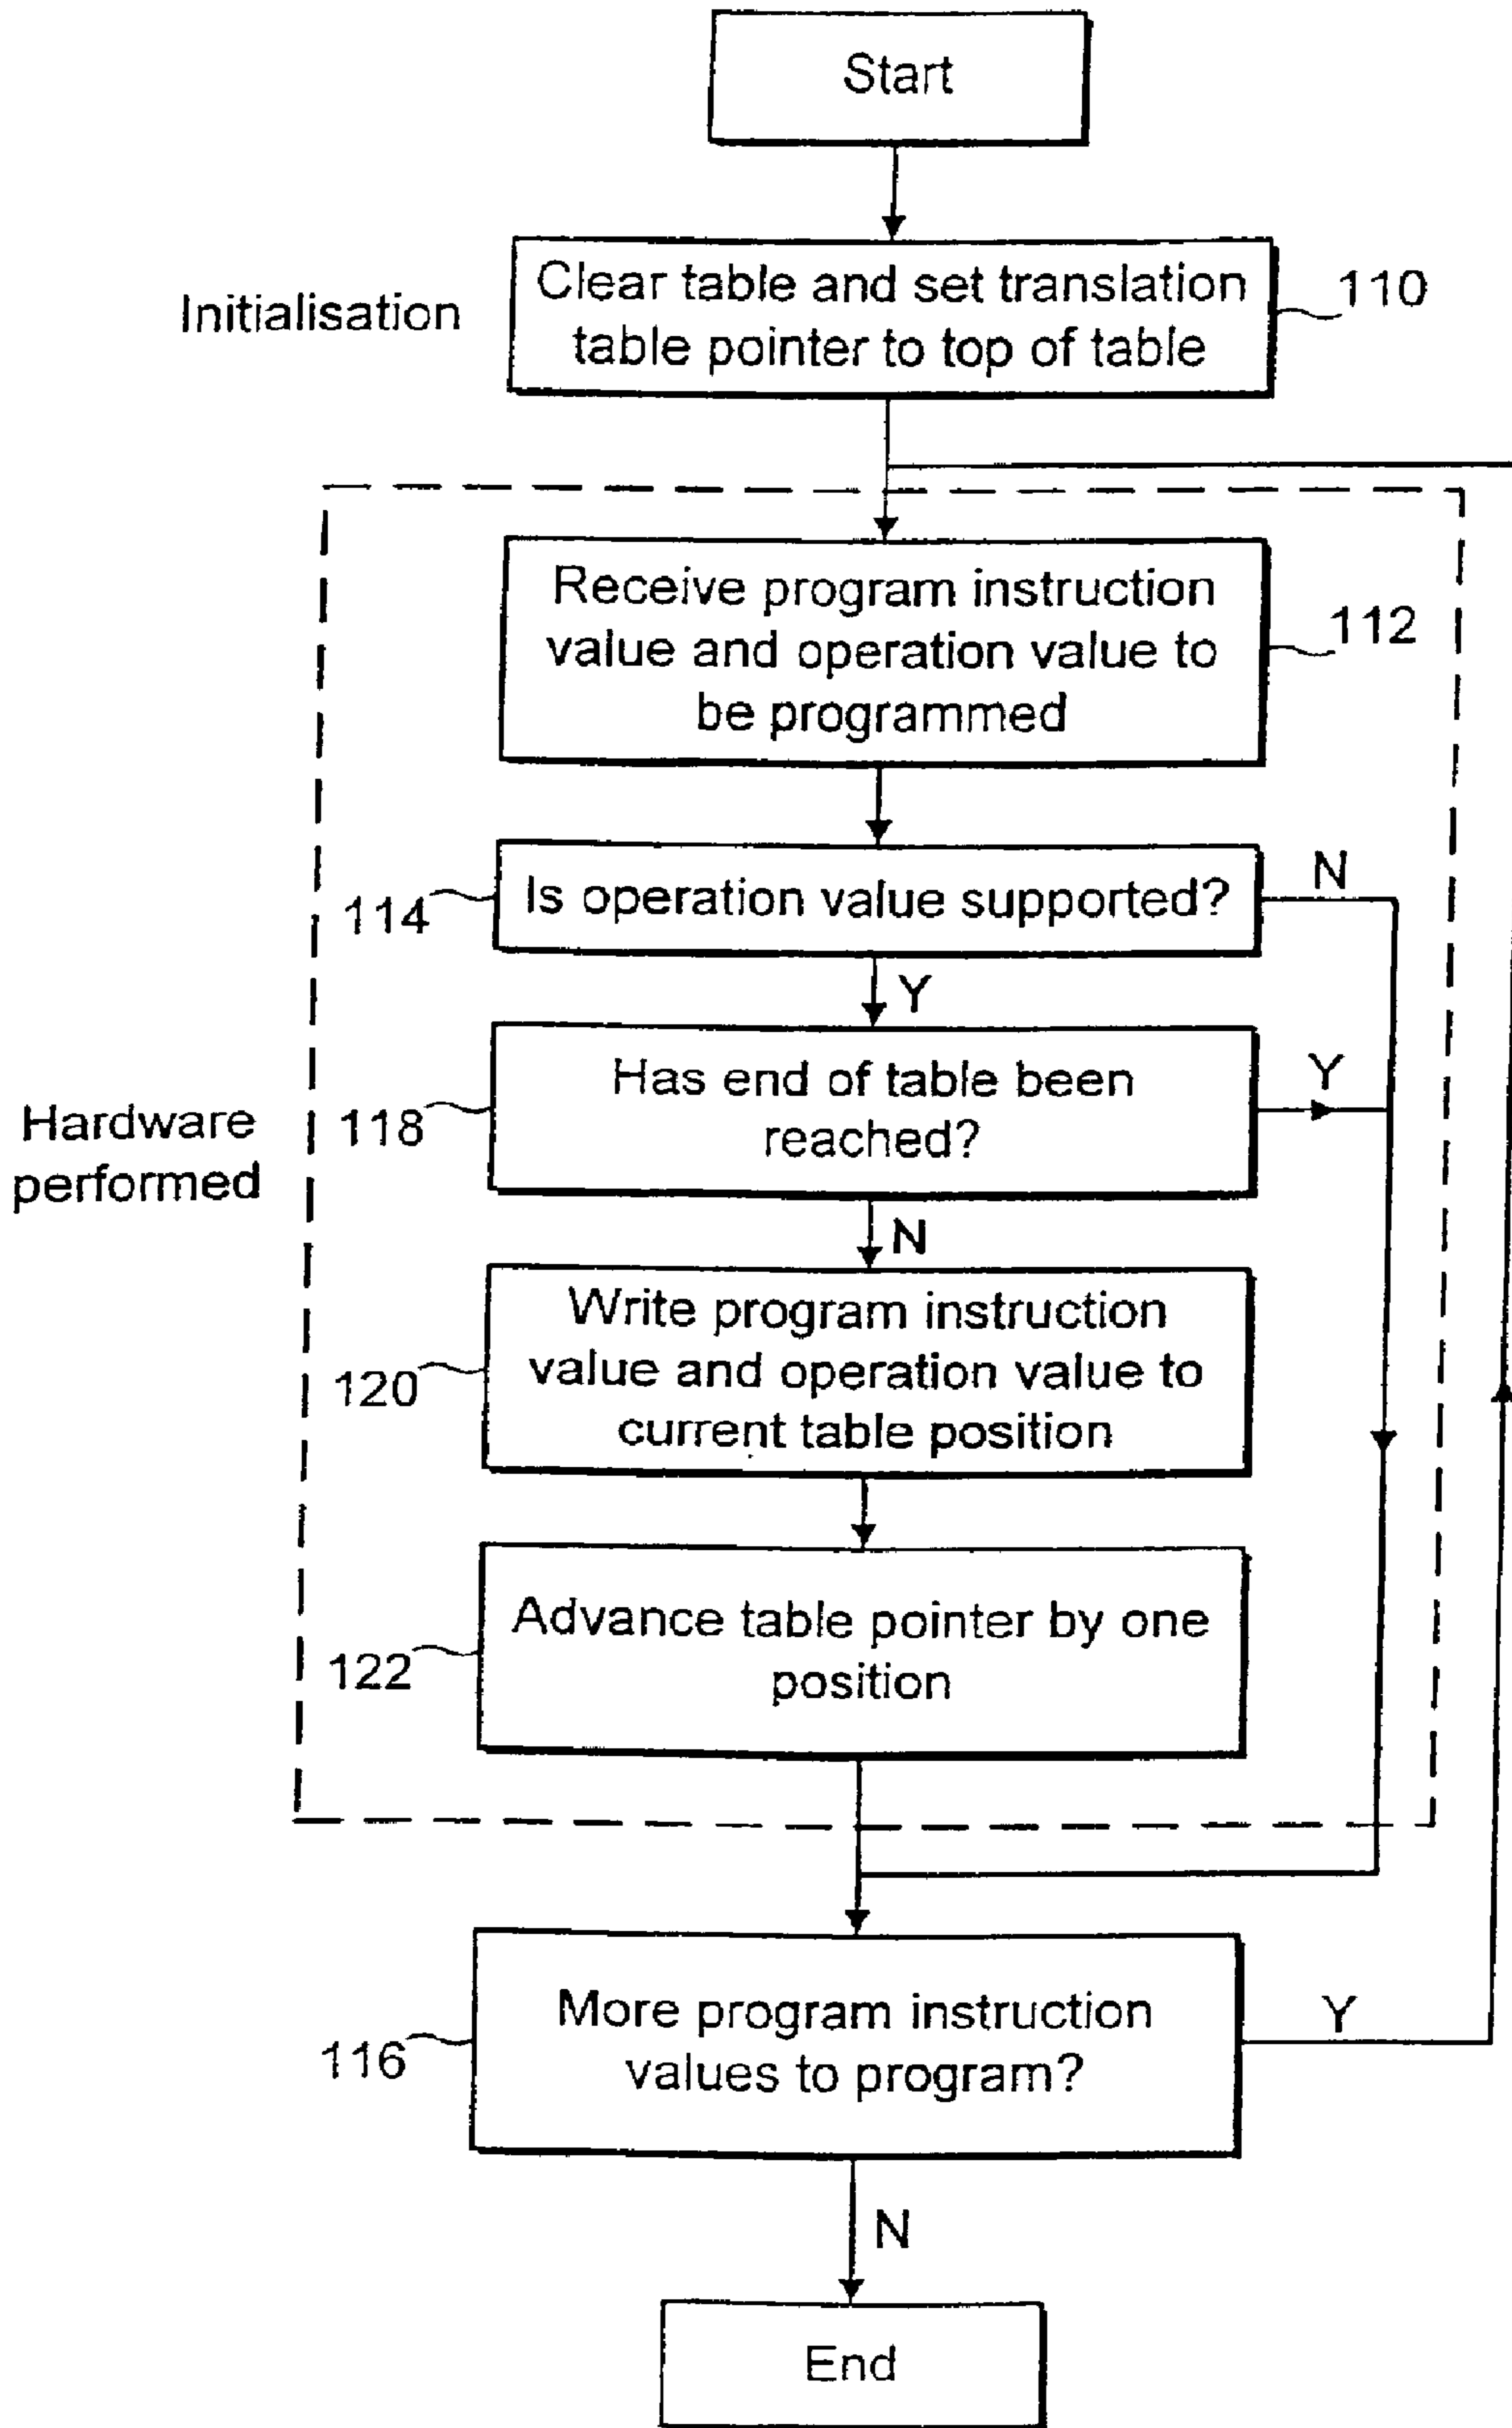 Start
Initialisation
Clear table and set translation
table pointer to top of table
110
Receive program instruction
value and operation value to
be programmed
112
114
Is operation value supported?
N
Y
Hardware
performed
118
Has end of table been
reached?
Y
N
120
Write program instruction
value and operation value to
current table position
122
Advance table pointer by one
position
116
More program instruction
values to program?
Y
N
End